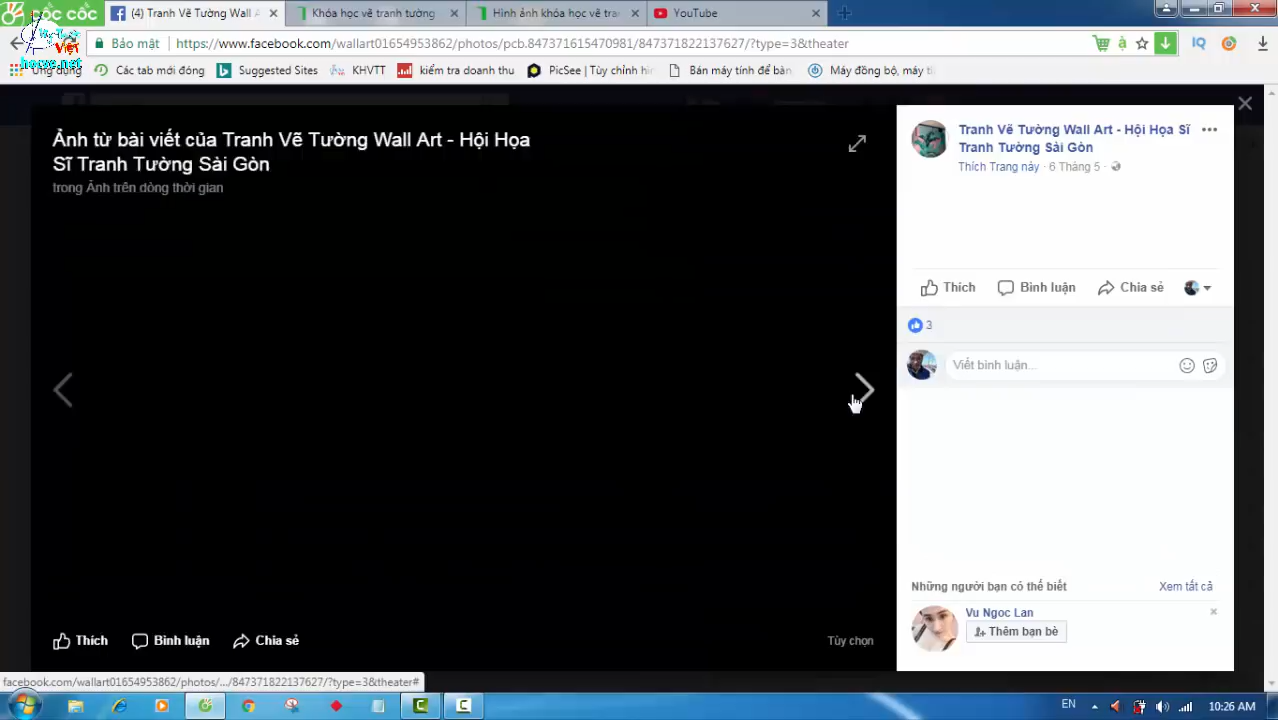 CỐC CỐC
(4) Tranh Vẽ Tường Wall A
Khóa học vẽ tranh tường
Hình ảnh khóa học vẽ tra
YouTube
Việt
Bảo mật
https://www.facebook.com/wallart01654953862/photos/pcb.847371615470981/847371822137627/?type=3&theater
Ứng dụng
Các tab mới đóng
Suggested Sites
KHVTT
kiểm tra doanh thu
PicSee | Tùy chỉnh hì
Bán máy tính để bàn
Máy đồng bộ, máy tí
Ảnh từ bài viết của Tranh Vẽ Tường Wall Art - Hội Họa
Sĩ Tranh Tường Sài Gòn
trong Ảnh trên dòng thời gian
Tranh Vẽ Tường Wall Art - Hội Họa Sĩ
Tranh Tường Sài Gòn
Thích Trang này · 6 Tháng 5 ·
Thích
Bình luận
Chia sẻ
3
Viết bình luận...
Những người bạn có thể biết
Xem tất cả
Vu Ngoc Lan
Thêm bạn bè
Thích
Bình luận
Chia sẻ
Tùy chọn
facebook.com/wallart01654953862/photos/.../847371822137627/?type=3&theater#
EN
10:26 AM